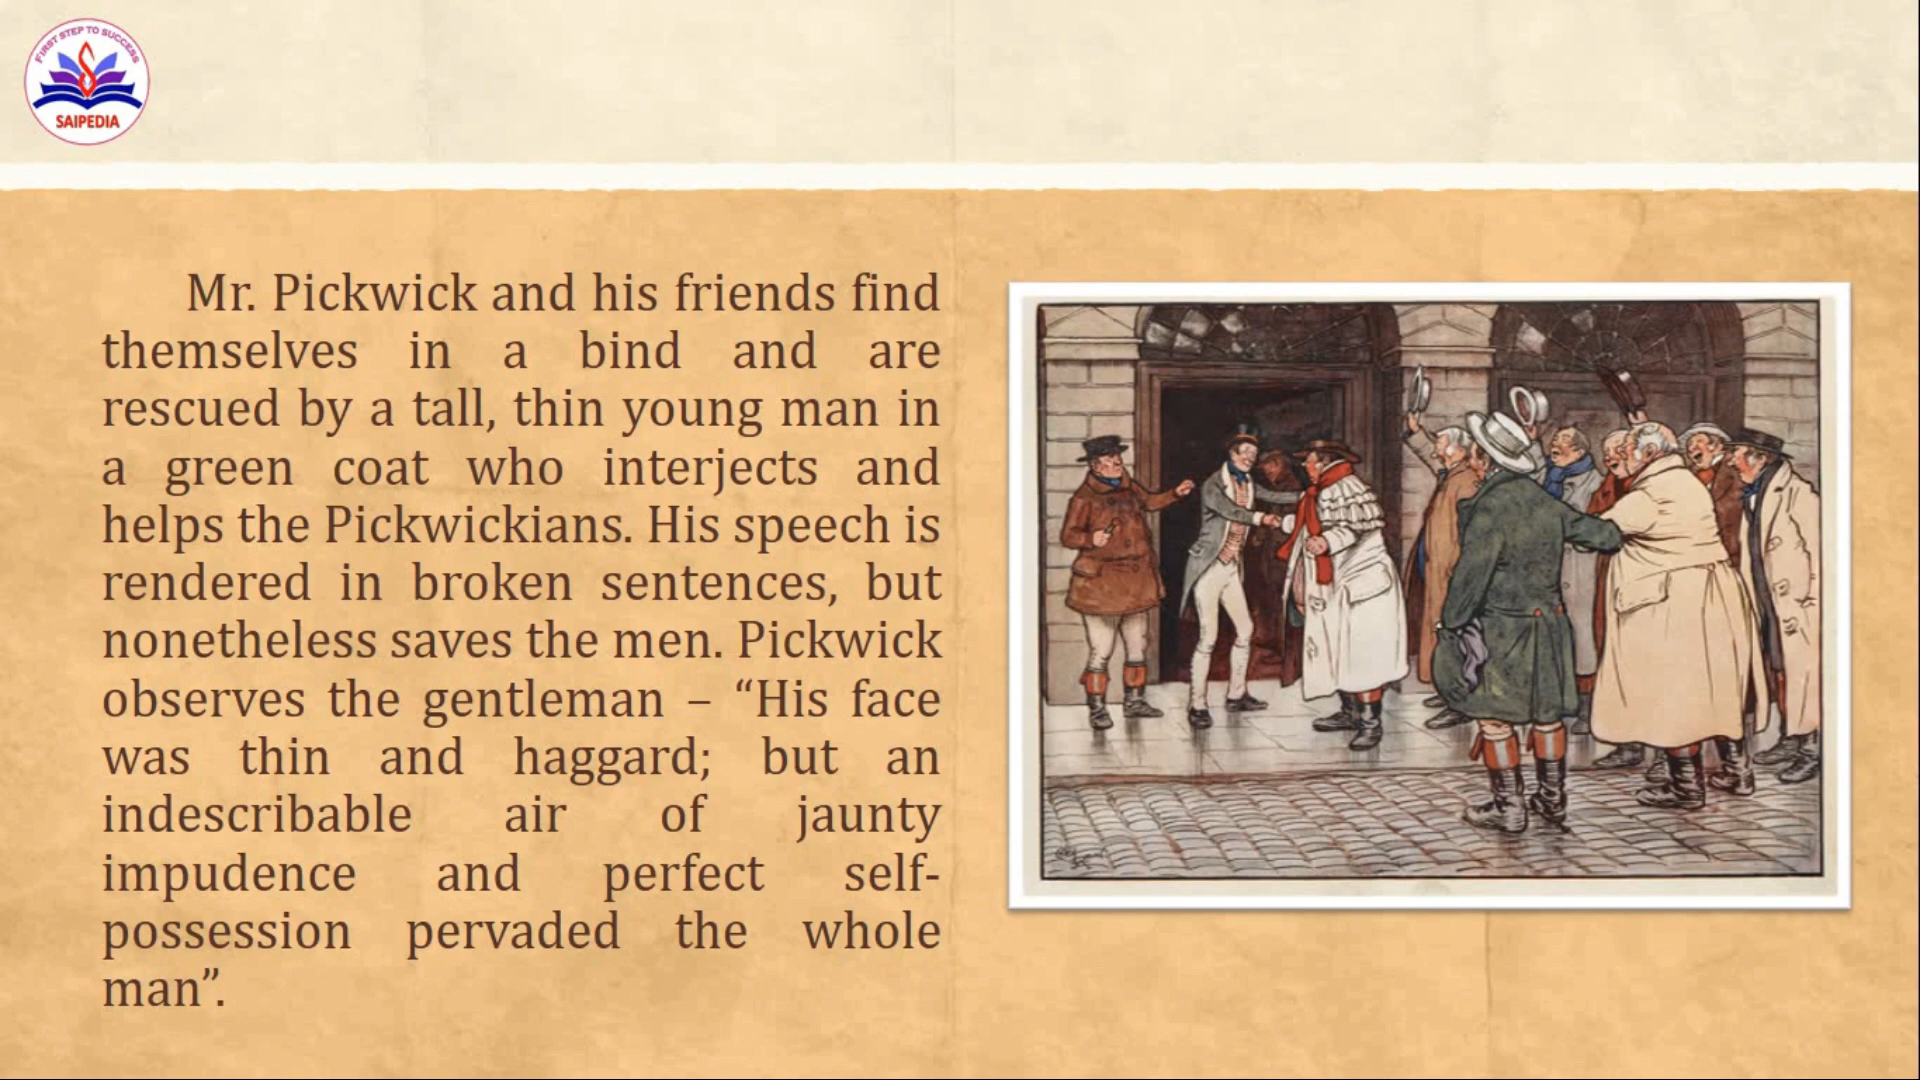 FIRST STEP TO SUCCESS
SAIPEDIA
Mr. Pickwick and his friends find
themselves in a bind and are
rescued by a tall, thin young man in
a green coat who interjects and
helps the Pickwickians. His speech is
rendered in broken sentences, but
nonetheless saves the men. Pickwick
observes the gentleman – “His face
was thin and haggard; but an
indescribable air of jaunty
impudence and perfect self-
possession pervaded the whole
man”.